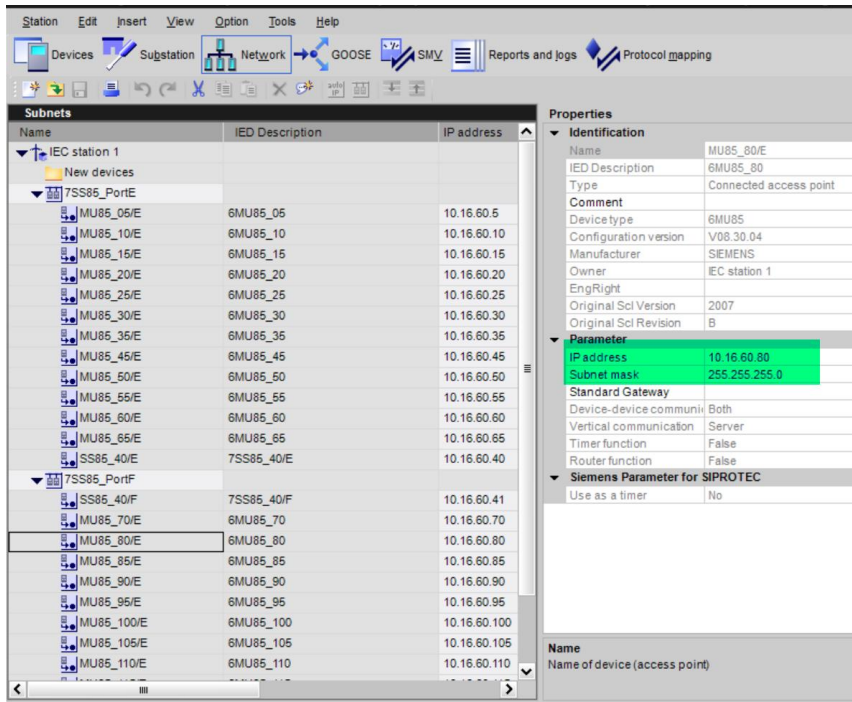 Station Edit Insert View Option Tools Help
Devices Substation Network GOOSE SMV Reports and logs Protocol mapping
Subnets
Name IED Description IP address
IEC station 1
New devices
7SS85_PortE
MU85_05/E 6MU85_05 10.16.60.5
MU85_10/E 6MU85_10 10.16.60.10
MU85_15/E 6MU85_15 10.16.60.15
MU85_20/E 6MU85_20 10.16.60.20
MU85_25/E 6MU85_25 10.16.60.25
MU85_30/E 6MU85_30 10.16.60.30
MU85_35/E 6MU85_35 10.16.60.35
MU85_45/E 6MU85_45 10.16.60.45
MU85_50/E 6MU85_50 10.16.60.50
MU85_55/E 6MU85_55 10.16.60.55
MU85_60/E 6MU85_60 10.16.60.60
MU85_65/E 6MU85_65 10.16.60.65
SS85_40/E 7SS85_40/E 10.16.60.40
7SS85_PortF
SS85_40/F 7SS85_40/F 10.16.60.41
MU85_70/E 6MU85_70 10.16.60.70
MU85_80/E 6MU85_80 10.16.60.80
MU85_85/E 6MU85_85 10.16.60.85
MU85_90/E 6MU85_90 10.16.60.90
MU85_95/E 6MU85_95 10.16.60.95
MU85_100/E 6MU85_100 10.16.60.100
MU85_105/E 6MU85_105 10.16.60.105
MU85_110/E 6MU85_110 10.16.60.110
Properties
Identification
Name MU85_80/E
IED Description 6MU85_80
Type Connected access point
Comment
Device type 6MU85
Configuration version V08.30.04
Manufacturer SIEMENS
Owner IEC station 1
EngRight
Original Scl Version 2007
Original Scl Revision B
Parameter
IP address 10.16.60.80
Subnet mask 255.255.255.0
Standard Gateway
Device-device communi Both
Vertical communication Server
Timer function False
Router function False
Siemens Parameter for SIPROTEC
Use as a timer No
Name
Name of device (access point)